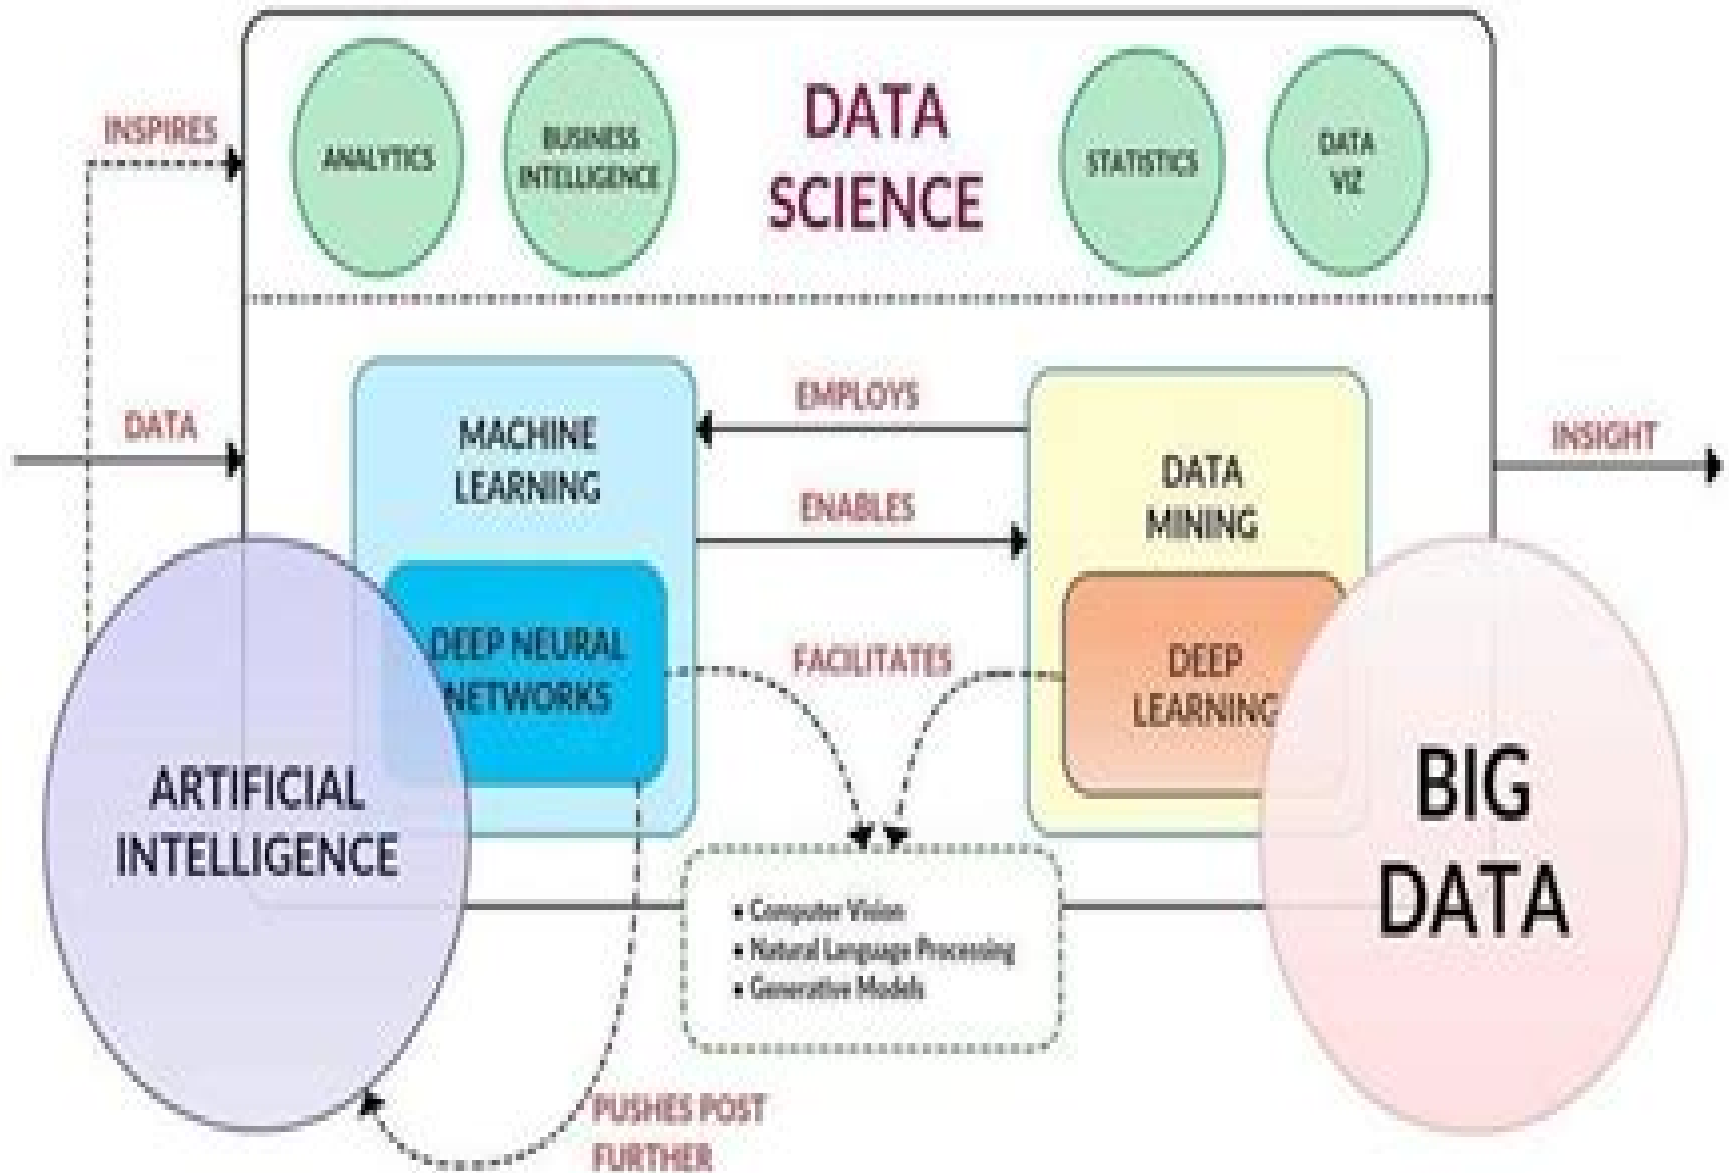 DATA
SCIENCE
ANALYTICS
BUSINESS
INTELLIGENCE
STATISTICS
DATA
VIZ
INSPIRES
DATA
MACHINE
LEARNING
EMPLOYS
ENABLES
DATA
MINING
INSIGHT
DEEP NEURAL
NETWORKS
FACILITATES
DEEP
LEARNING
ARTIFICIAL
INTELLIGENCE
BIG
DATA
• Computer Vision
• Natural Language Processing
• Generative Models
PUSHES POST
FURTHER